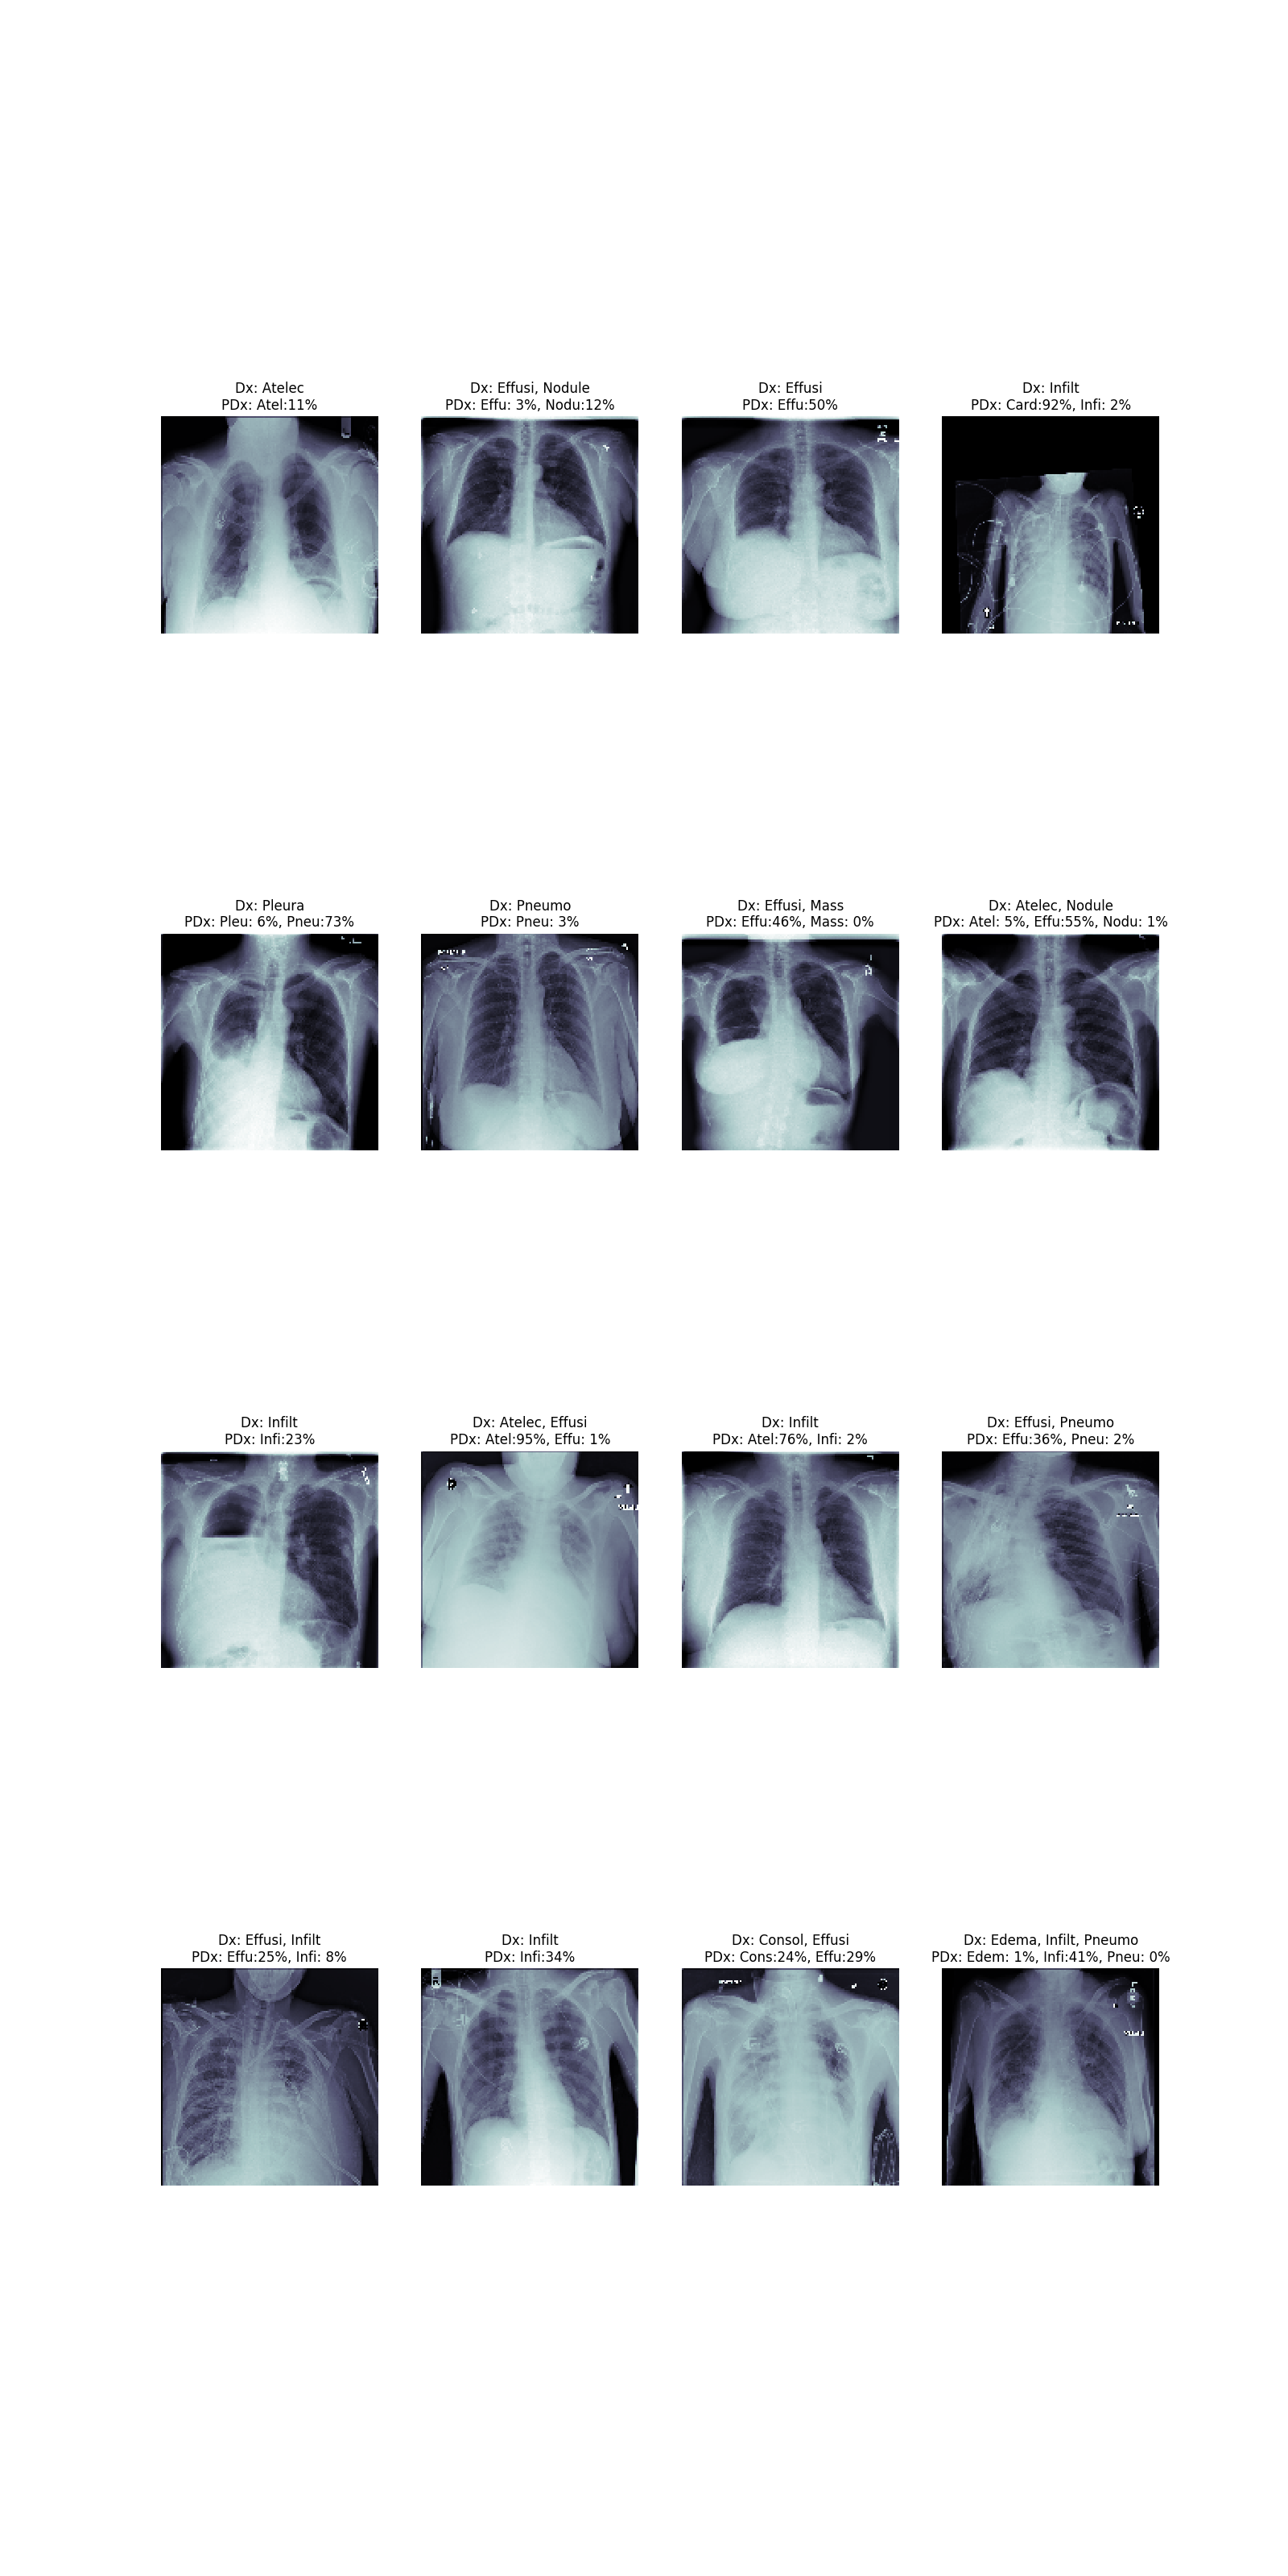 Dx: Atelec
PDx: Atel:11%
Dx: Effusi, Nodule
PDx: Effu: 3%, Nodu:12%
Dx: Effusi
PDx: Effu:50%
Dx: Infilt
PDx: Card:92%, Infi: 2%
Dx: Pleura
PDx: Pleu: 6%, Pneu:73%
Dx: Pneumo
PDx: Pneu: 3%
Dx: Effusi, Mass
PDx: Effu:46%, Mass: 0%
Dx: Atelec, Nodule
PDx: Atel: 5%, Effu:55%, Nodu: 1%
Dx: Infilt
PDx: Infi:23%
Dx: Atelec, Effusi
PDx: Atel:95%, Effu: 1%
Dx: Infilt
PDx: Atel:76%, Infi: 2%
Dx: Effusi, Pneumo
PDx: Effu:36%, Pneu: 2%
Dx: Effusi, Infilt
PDx: Effu:25%, Infi: 8%
Dx: Infilt
PDx: Infi:34%
Dx: Consol, Effusi
PDx: Cons:24%, Effu:29%
Dx: Edema, Infilt, Pneumo
PDx: Edem: 1%, Infi:41%, Pneu: 0%